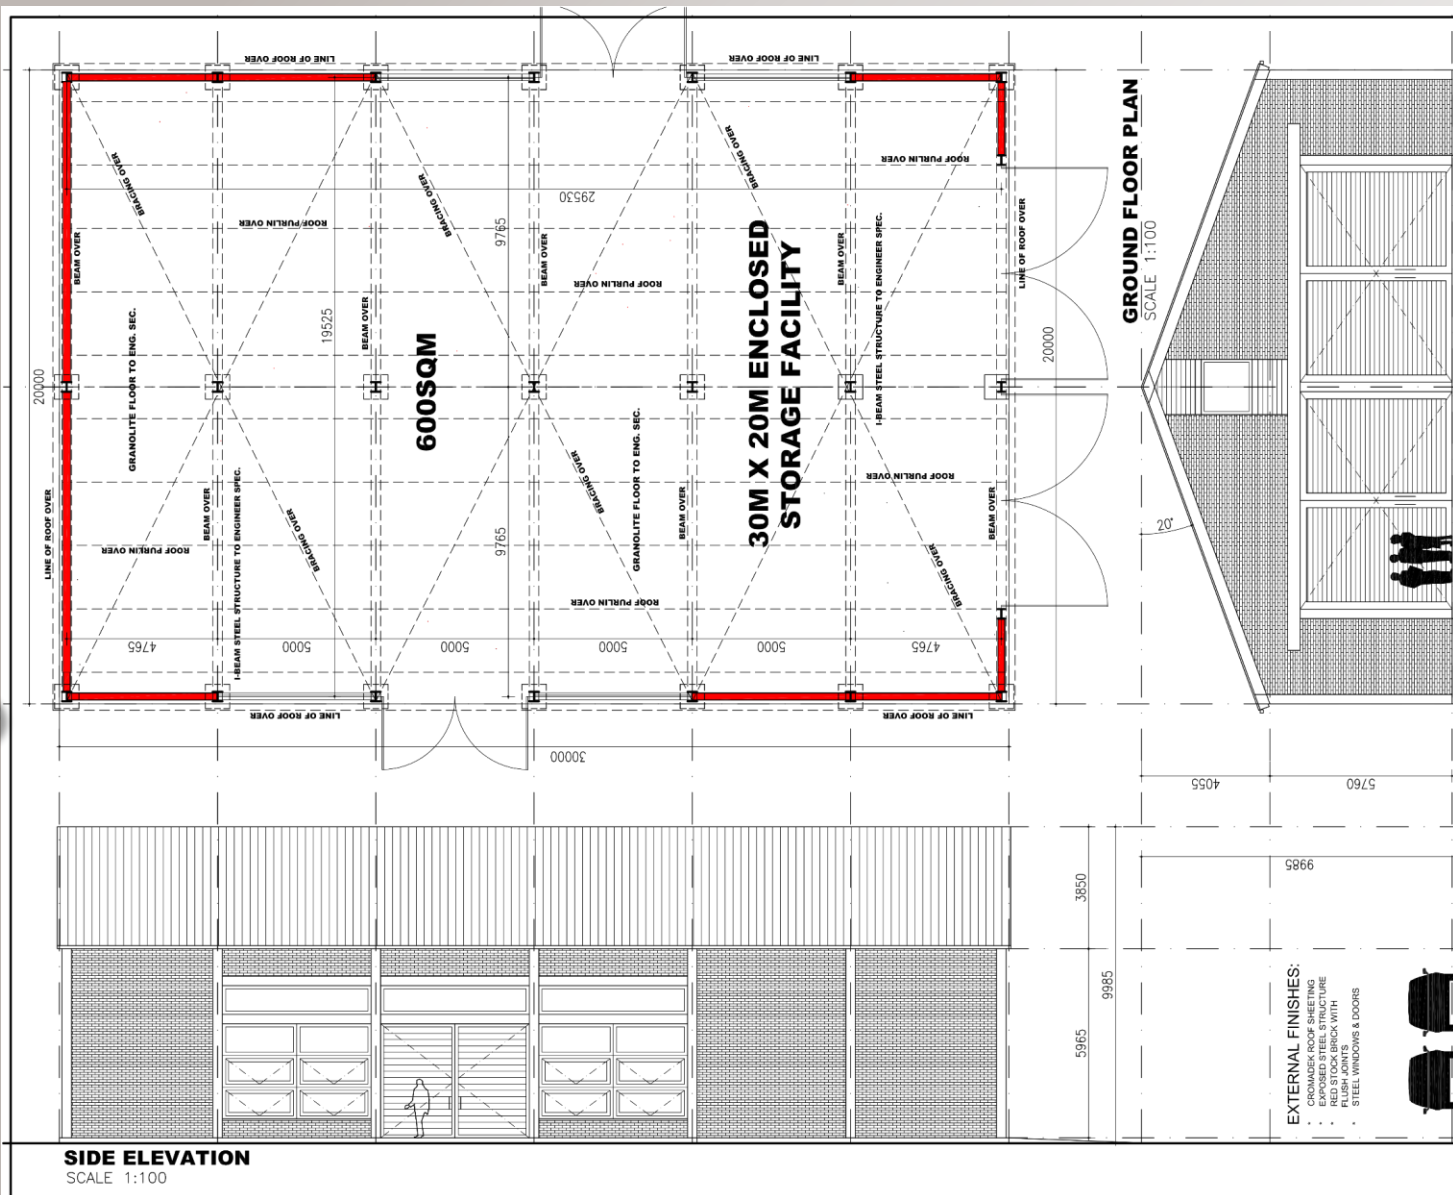 LINE OF ROOF OVER
LINE OF ROOF OVER
BRACING OVER
BRACING OVER
BRACING OVER
ROOF PURLIN OVER
29530
ROOF PURLIN OVER
BEAM OVER
9765
BEAM OVER
BEAM OVER
I-BEAM STEEL STRUCTURE TO ENGINEER SPEC.
LINE OF ROOF OVER
ROOF PURLIN OVER
GRANOLITE FLOOR TO ENG. SEC.
19525
BEAM OVER
600SQM
30M X 20M ENCLOSED
STORAGE FACILITY
20000
20000
GRANOLITE FLOOR TO ENG. SEC.
ROOF PURLIN OVER
LINE OF ROOF OVER
BEAM OVER
I-BEAM STEEL STRUCTURE TO ENGINEER SPEC.
BRACING OVER
BRACING OVER
9765
BEAM OVER
BEAM OVER
ROOF PURLIN OVER
ROOF PURLIN OVER
BRACING OVER
4765
5000
5000
5000
5000
4765
LINE OF ROOF OVER
LINE OF ROOF OVER
30000
GROUND FLOOR PLAN
SCALE 1:100
20°
4055
5760
9985
3850
5965
9985
EXTERNAL FINISHES:
· CROMADEK ROOF SHEETING
· EXPOSED STEEL STRUCTURE
· RED STOCK BRICK WITH
FLUSH JOINTS
· STEEL WINDOWS & DOORS
SIDE ELEVATION
SCALE 1:100